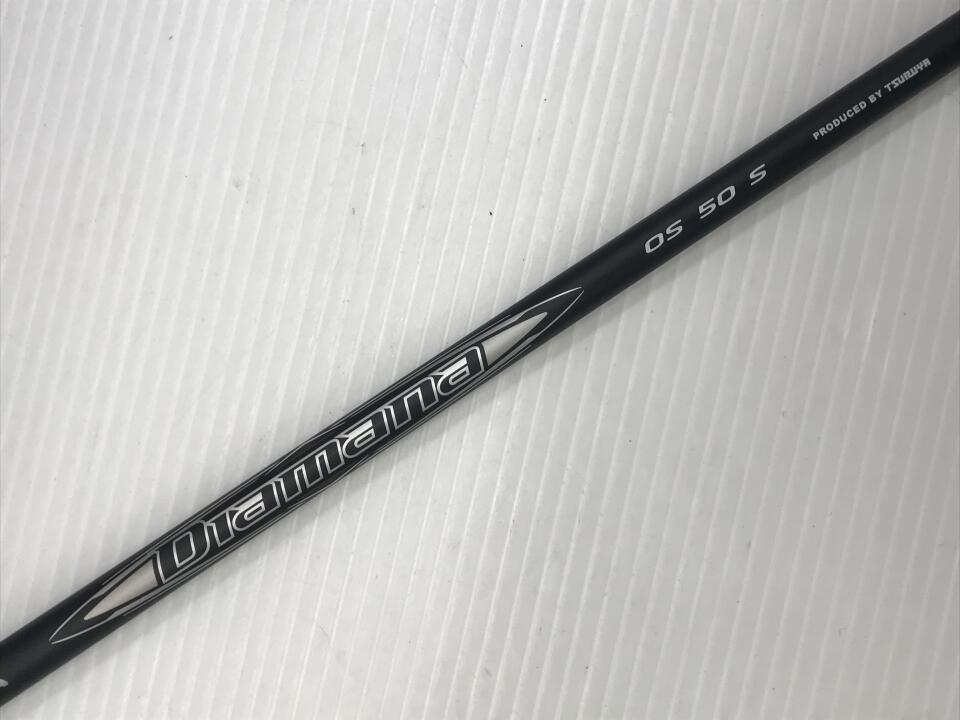 Diamana
OS 50 S
PRODUCED BY TSURUYA